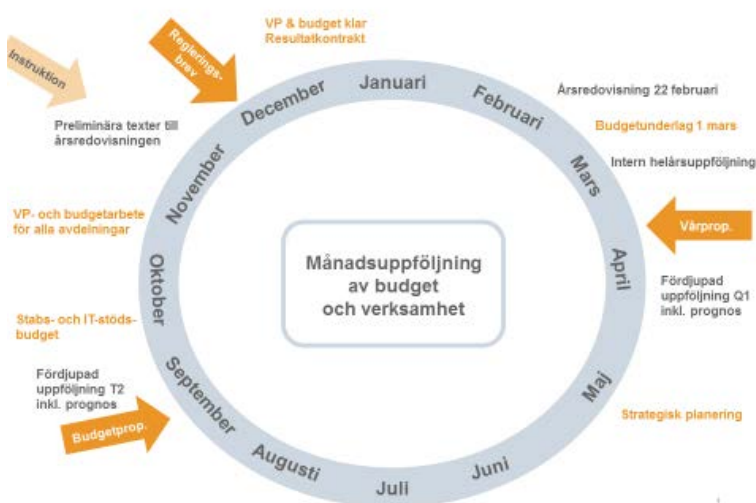 VP & budget klar
Resultatkontrakt
Instruktion
Reglerings-
brev
December
Januari
Februari
Årsredovisning 22 februari
Preliminära texter till
årsredovisningen
Budgetunderlag 1 mars
Mars
Intern helårsuppföljning
November
VP- och budgetarbete
för alla avdelningar
Vårprop.
Månadsuppföljning
av budget
och verksamhet
Oktober
April
Fördjupad
uppföljning Q1
inkl. prognos
Stabs- och IT-stöds-
budget
September
Fördjupad
uppföljning T2
inkl. prognos
Maj
Strategisk planering
Budgetprop.
Augusti
Juli
Juni